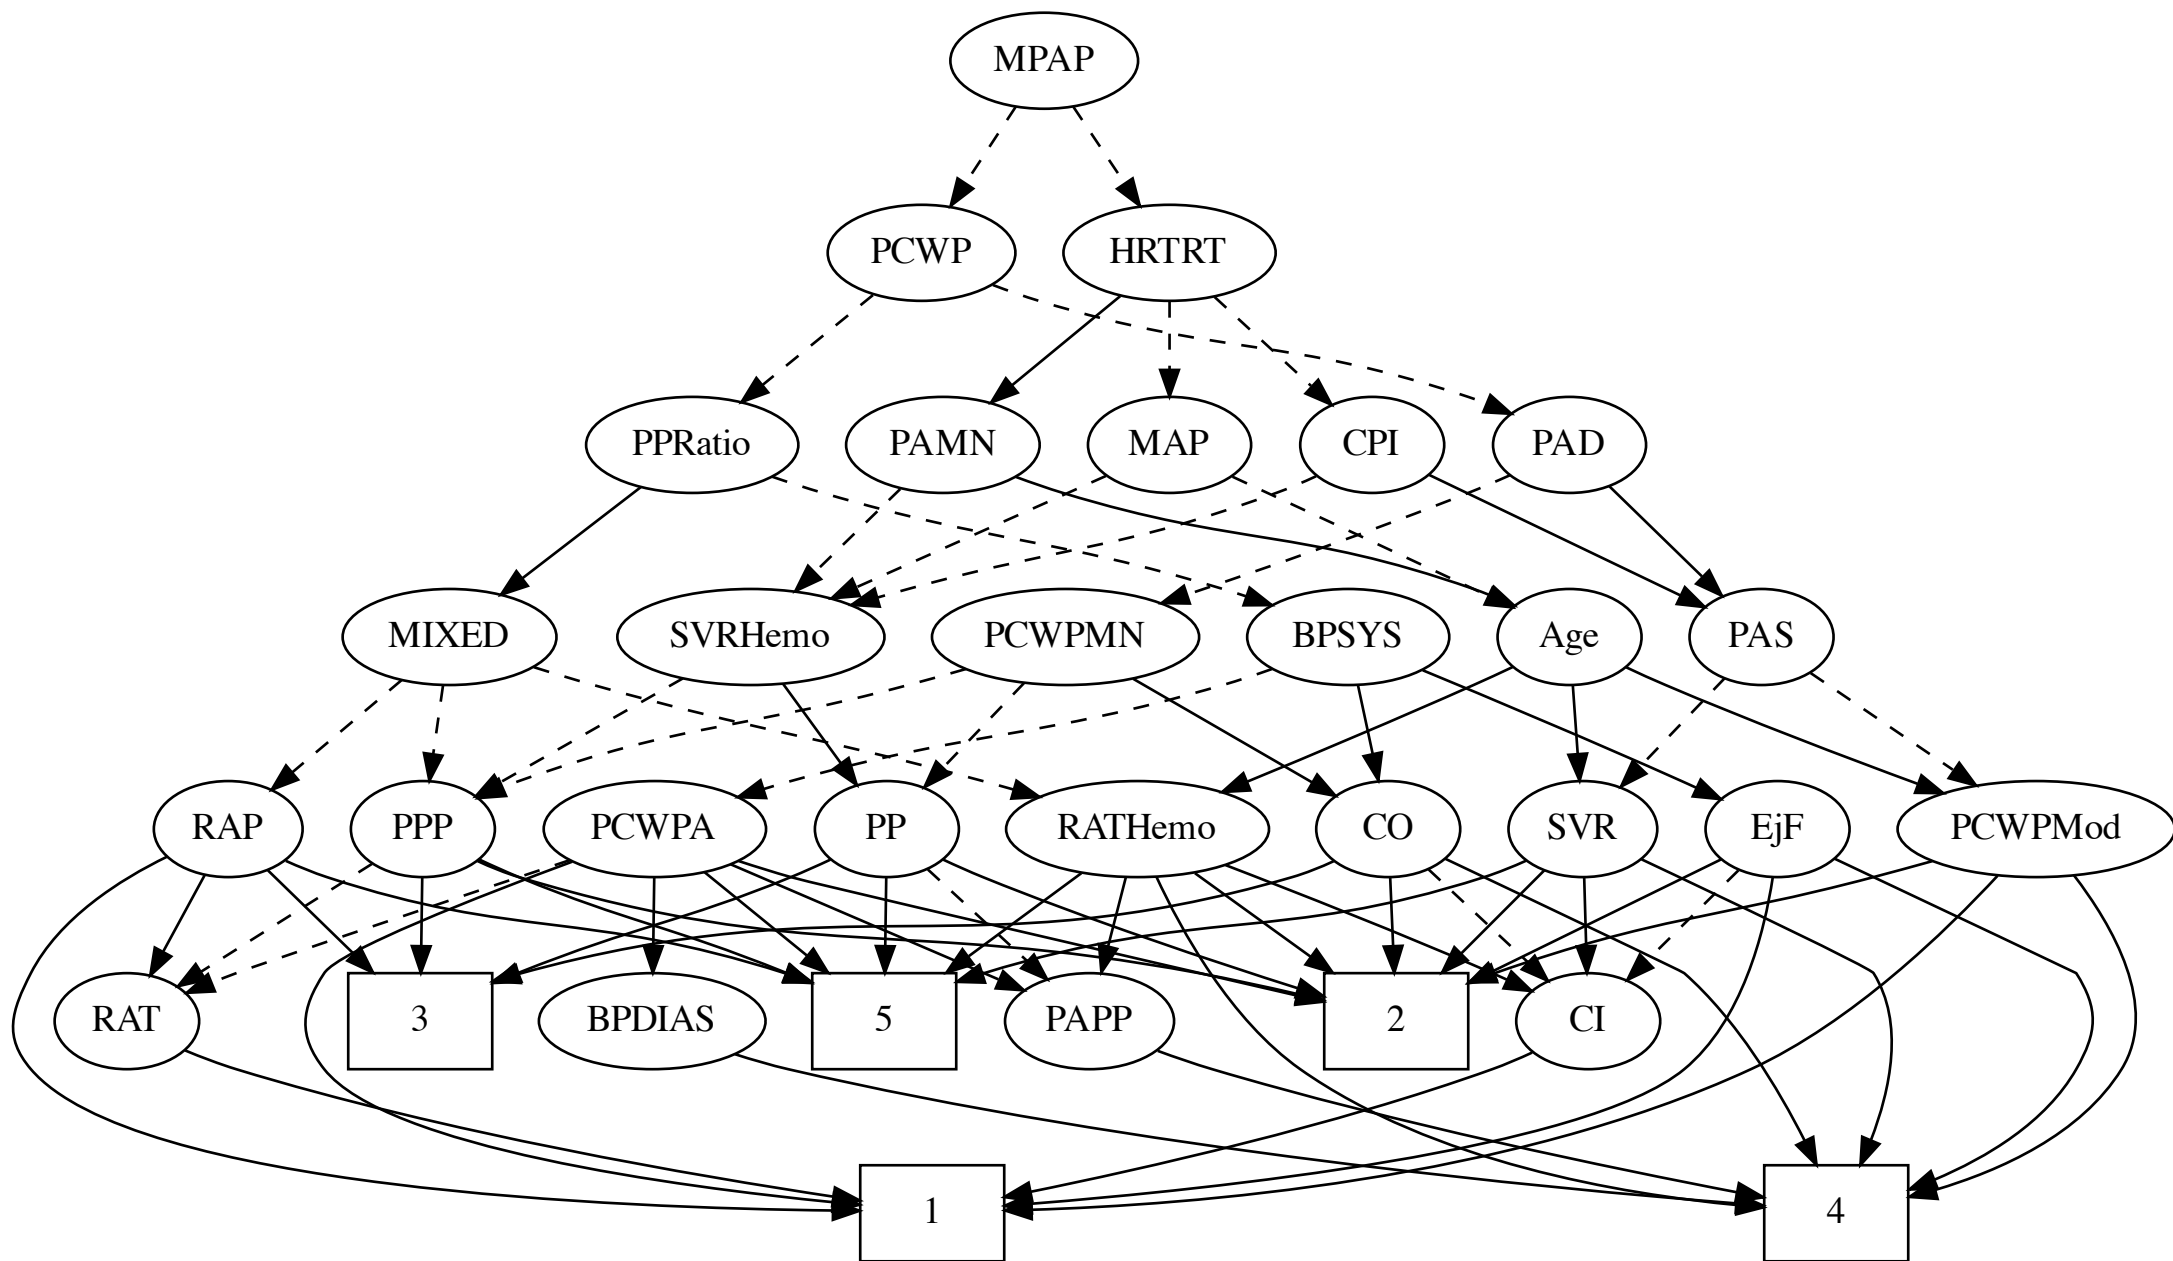 MPAP
PCWP
HRTRT
PPRatio
PAMN
MAP
CPI
PAD
MIXED
SVRHemo
PCWPMN
BPSYS
Age
PAS
RAP
PPP
PCWPA
PP
RATHemo
CO
SVR
EjF
PCWPMod
RAT
3
BPDIAS
5
PAPP
2
CI
1
4